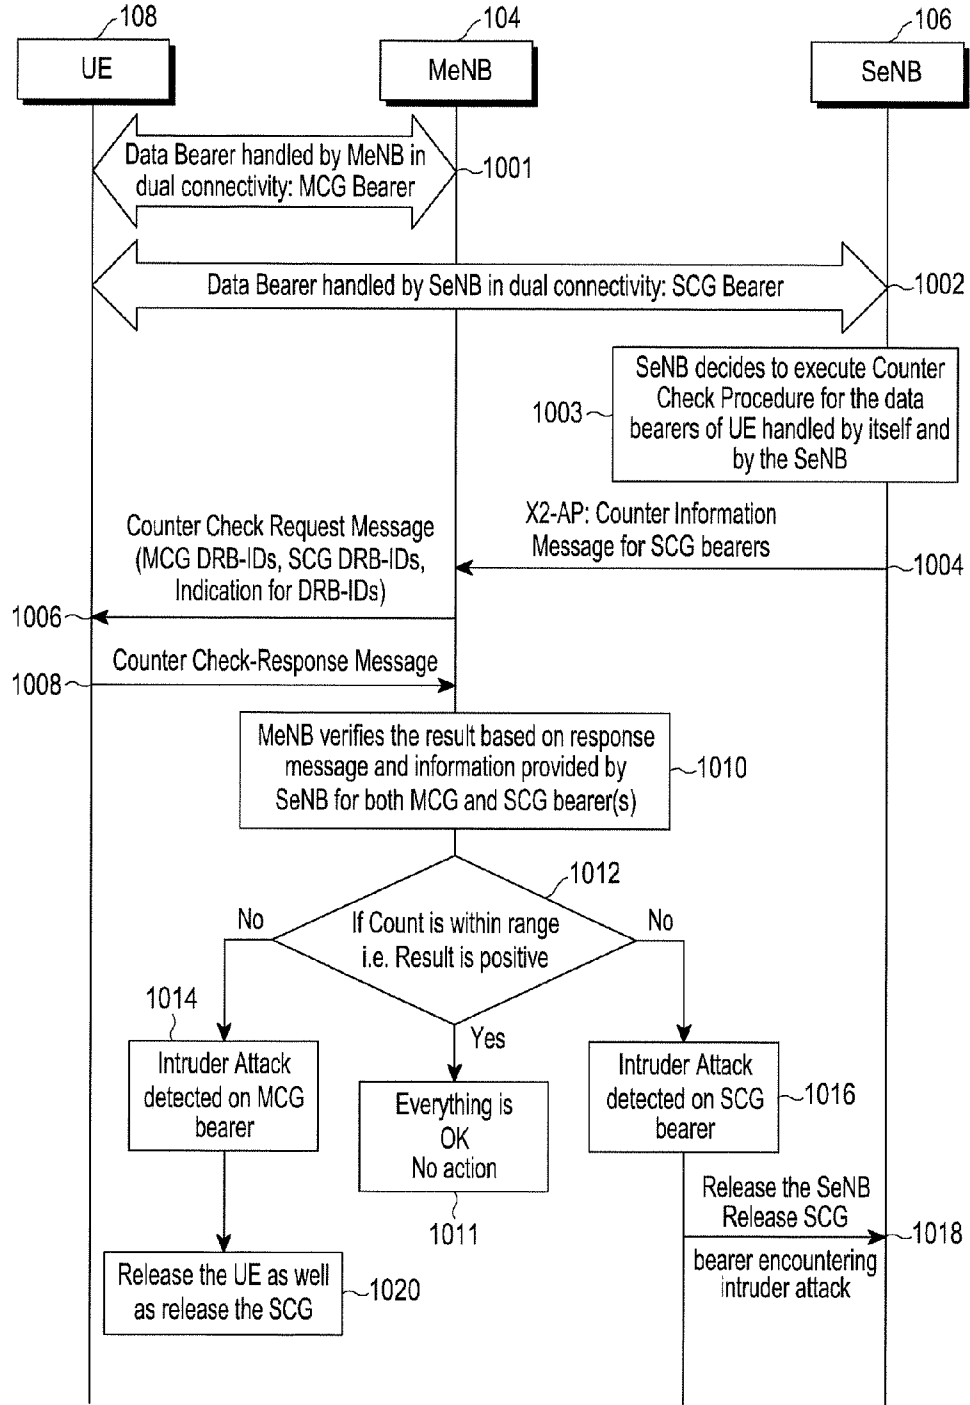 108
UE
104
MeNB
106
SeNB
Data Bearer handled by MeNB in
dual connectivity: MCG Bearer
1001
Data Bearer handled by SeNB in dual connectivity: SCG Bearer
1002
SeNB decides to execute Counter
Check Procedure for the data
bearers of UE handled by itself and
by the SeNB
1003
X2-AP: Counter Information
Message for SCG bearers
1004
Counter Check Request Message
(MCG DRB-IDs, SCG DRB-IDs,
Indication for DRB-IDs)
1006
Counter Check-Response Message
1008
MeNB verifies the result based on response
message and information provided by
SeNB for both MCG and SCG bearer(s)
1010
1012
If Count is within range
i.e. Result is positive
No
No
Yes
1014
Intruder Attack
detected on MCG
bearer
Everything is
OK
No action
1011
Intruder Attack
detected on SCG
bearer
1016
Release the SeNB
Release SCG
1018
bearer encountering
intruder attack
Release the UE as well
as release the SCG
1020